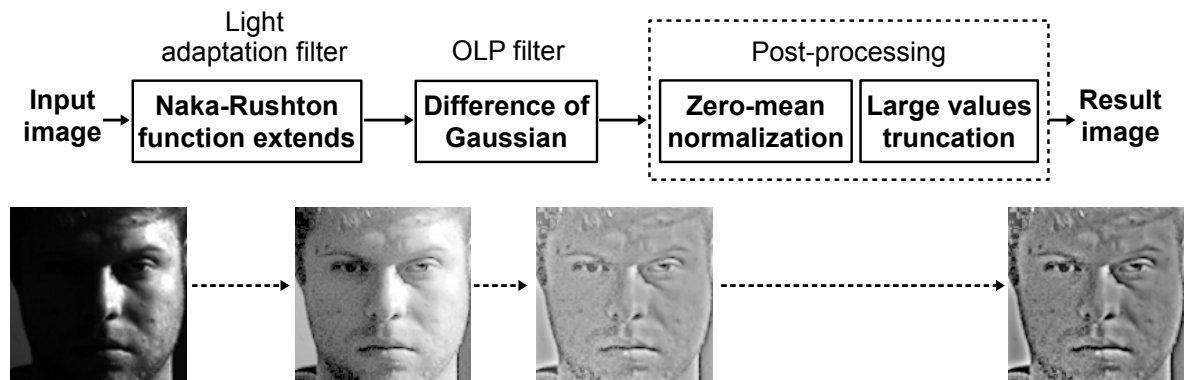 Light
adaptation filter
OLP filter
Post-processing
Input
image
Naka-Rushton
function extends
Difference of
Gaussian
Zero-mean
normalization
Large values
truncation
Result
image